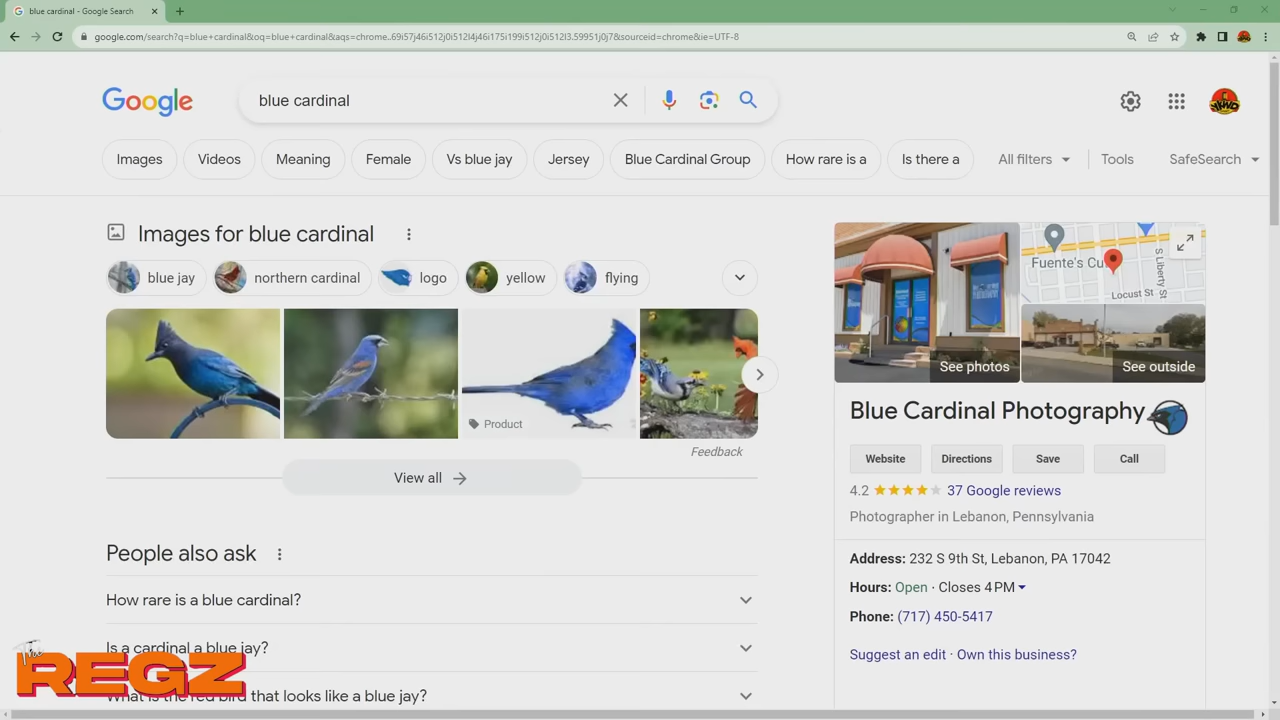 blue cardinal - Google Search
google.com/search?q=blue+cardinal&oq=blue+cardinal&aqs=chrome..69i57j46i512j0i512l4j46i175i199i512j0i512l3.59951j0j7&sourceid=chrome&ie=UTF-8
Google
blue cardinal
Images
Videos
Meaning
Female
Vs blue jay
Jersey
Blue Cardinal Group
How rare is a
Is there a
All filters
Tools
SafeSearch
Images for blue cardinal
blue jay
northern cardinal
logo
yellow
flying
Product
Feedback
View all
People also ask
How rare is a blue cardinal?
Is a cardinal a blue jay?
What is the red bird that looks like a blue jay?
The
REGZ
Fuente's Cu
S Liberty St
Locust St
See photos
See outside
Blue Cardinal Photography
Website
Directions
Save
Call
4.2 37 Google reviews
Photographer in Lebanon, Pennsylvania
Address: 232 S 9th St, Lebanon, PA 17042
Hours: Open · Closes 4 PM
Phone: (717) 450-5417
Suggest an edit · Own this business?